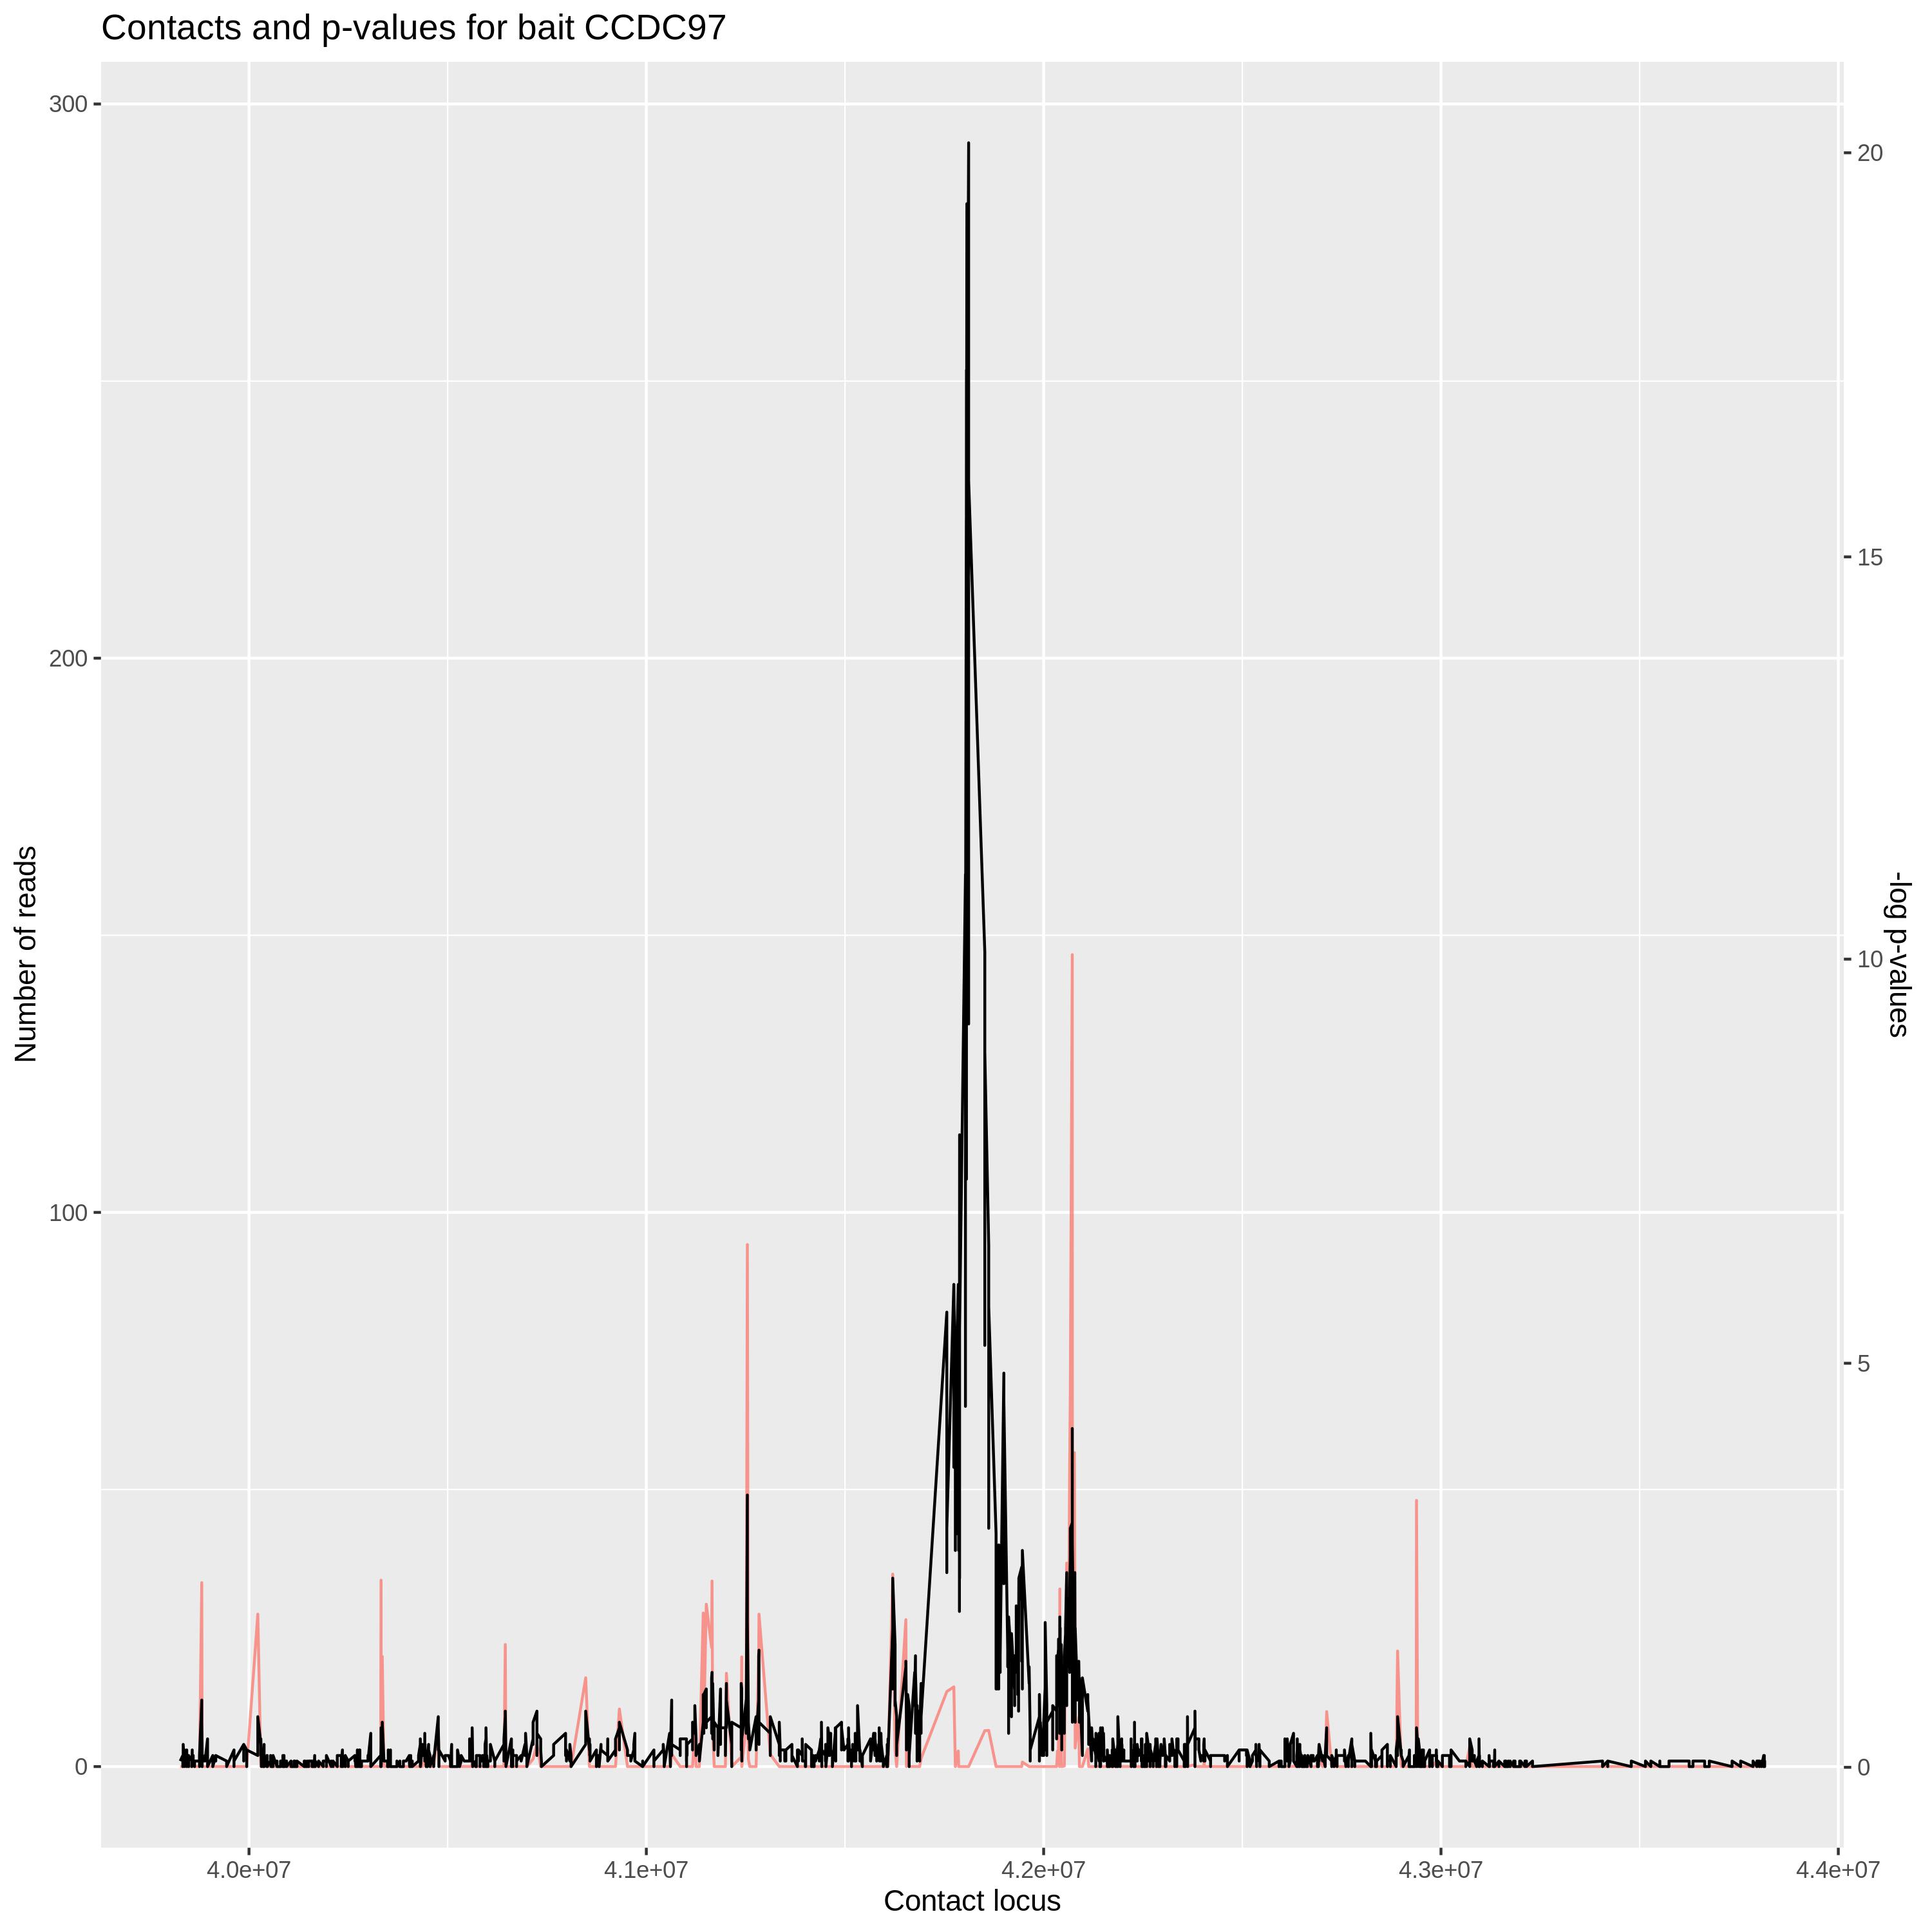 Contacts and p-values for bait CCDC97
300
200
100
0
Number of reads
20
15
10
5
0
-log p-values
4.0e+07
4.1e+07
4.2e+07
4.3e+07
4.4e+07
Contact locus